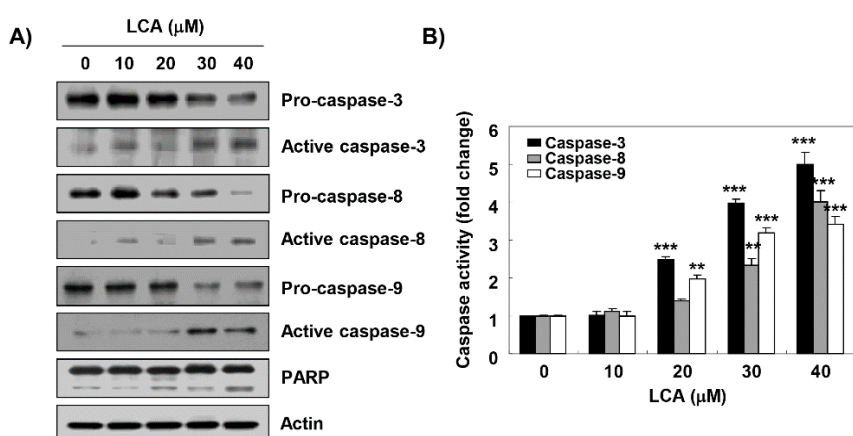 A)
LCA (μM)
0 10 20 30 40
Pro-caspase-3
Active caspase-3
Pro-caspase-8
Active caspase-8
Pro-caspase-9
Active caspase-9
PARP
Actin
B)
Caspase activity (fold change)
6
5
4
3
2
1
0
Caspase-3
Caspase-8
Caspase-9
*** **
*** ** ***
*** *** ***
0 10 20 30 40
LCA (μM)